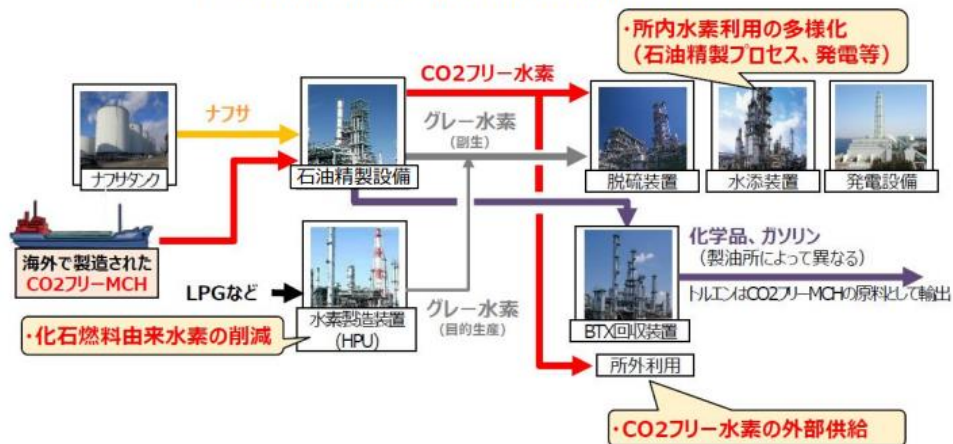 ・所内水素利用の多様化
（石油精製プロセス、発電等）
CO2フリー水素
ナフサ
グレー水素
(副生)
ナフサタンク
石油精製設備
脱硫装置
水添装置
発電設備
海外で製造された
CO2フリーMCH
LPGなど
グレー水素
(目的生産)
水素製造装置
(HPU)
・化石燃料由来水素の削減
化学品、ガソリン
（製油所によって異なる）
トルエンはCO2フリーMCHの原料として輸出
BTX回収装置
所外利用
・CO2フリー水素の外部供給